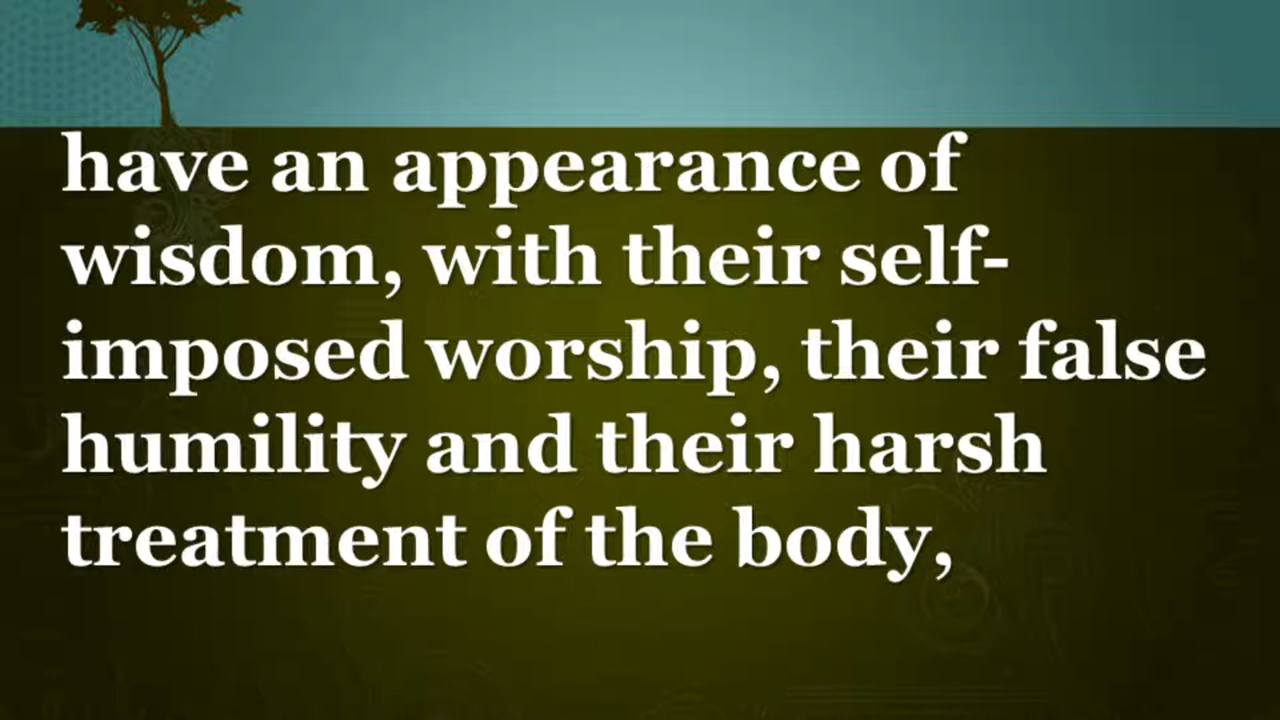 have an appearance of
wisdom, with their self-
imposed worship, their false
humility and their harsh
treatment of the body,